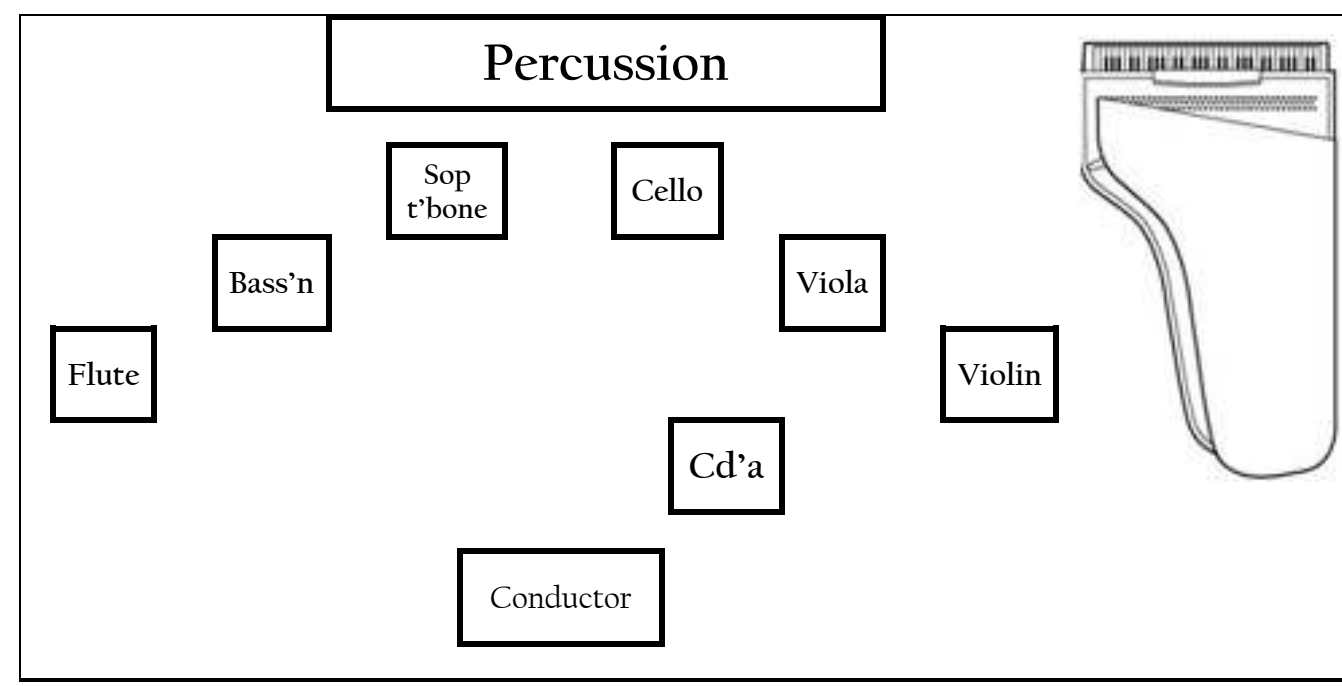 Percussion
Sop
t’bone
Cello
Bass’n
Viola
Flute
Violin
Cd’a
Conductor